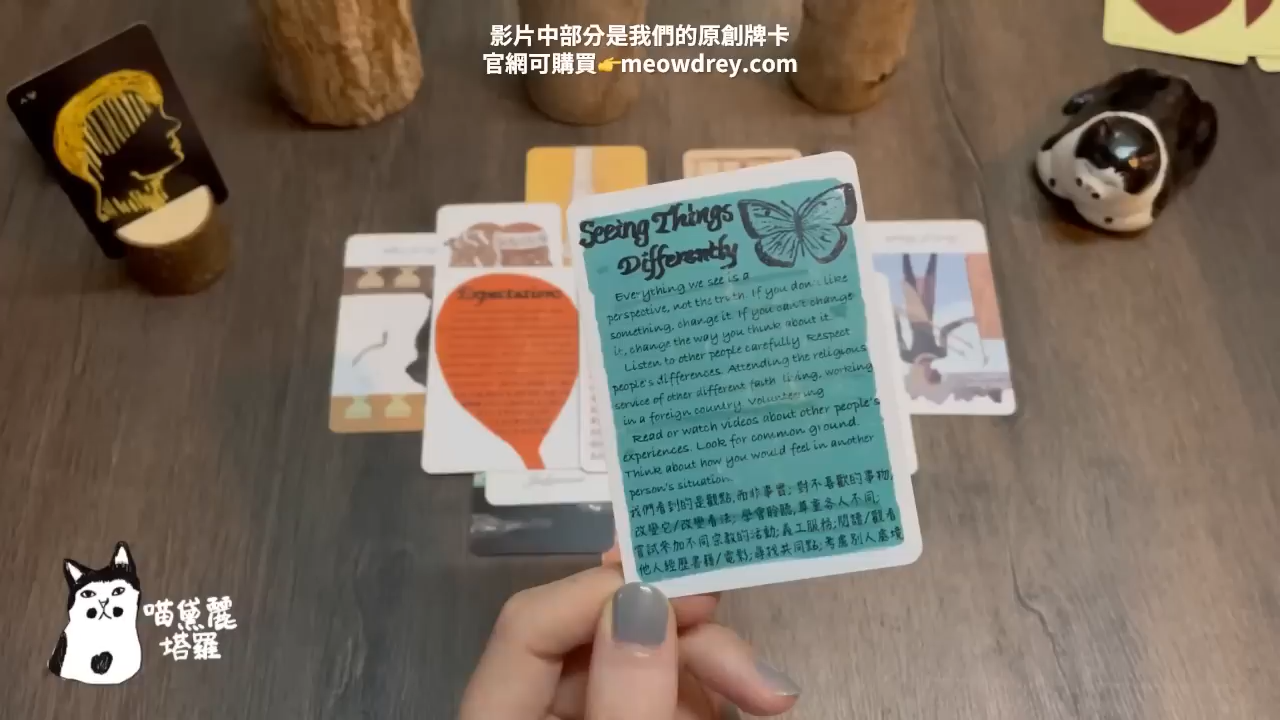 影片中部分是我們的原創牌卡
官網可購買👉meowdrey.com
Seeing Things
Differently
Everything we see is a
perspective, not the truth. If you don't like
something, change it. If you can't change
it, change the way you think about it.
Listen to other people carefully. Respect
people's differences. Attending the religious
service of other different faith living, working
in a foreign country. Volunteering
Read or watch videos about other people's
experiences. Look for common ground.
Think about how you would feel in another
person's situation.
我們看到的是觀點,而非事實; 對不喜歡的事物,
改變它/改變看法; 學會聆聽,尊重各人不同;
嘗試參加不同宗教的活動; 義工服務; 閱讀/觀看
他人經歷書籍/電影; 尋找共同點; 考慮別人處境
Expectations
喵黛麗
塔羅